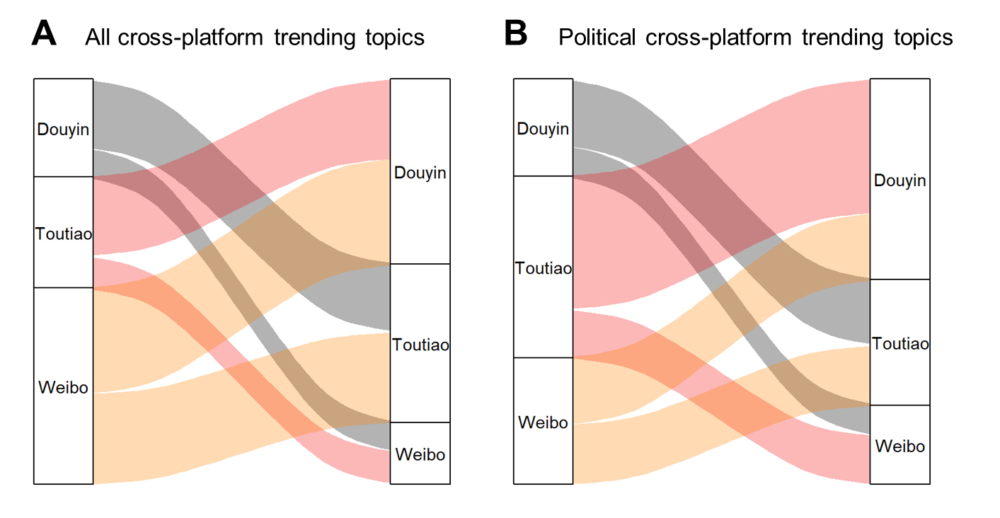 A All cross-platform trending topics
Douyin
Toutiao
Weibo
Douyin
Toutiao
Weibo
B Political cross-platform trending topics
Douyin
Toutiao
Weibo
Douyin
Toutiao
Weibo